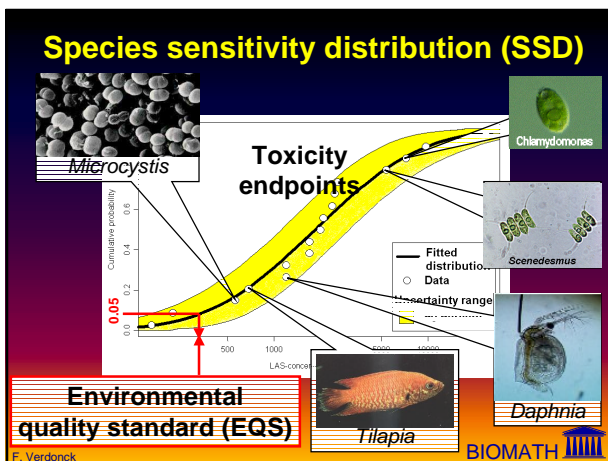 Species sensitivity distribution (SSD)
Microcystis
Toxicity
endpoints
Chlamydomonas
Scenedesmus
Daphnia
Tilapia
Cumulative probability
0.6
0.4
0.2
0.0
0.05
Fitted
distribution
Data
Uncertainty range
500
1000
5000
10000
LAS-concen
Environmental
quality standard (EQS)
F. Verdonck
BIOMATH